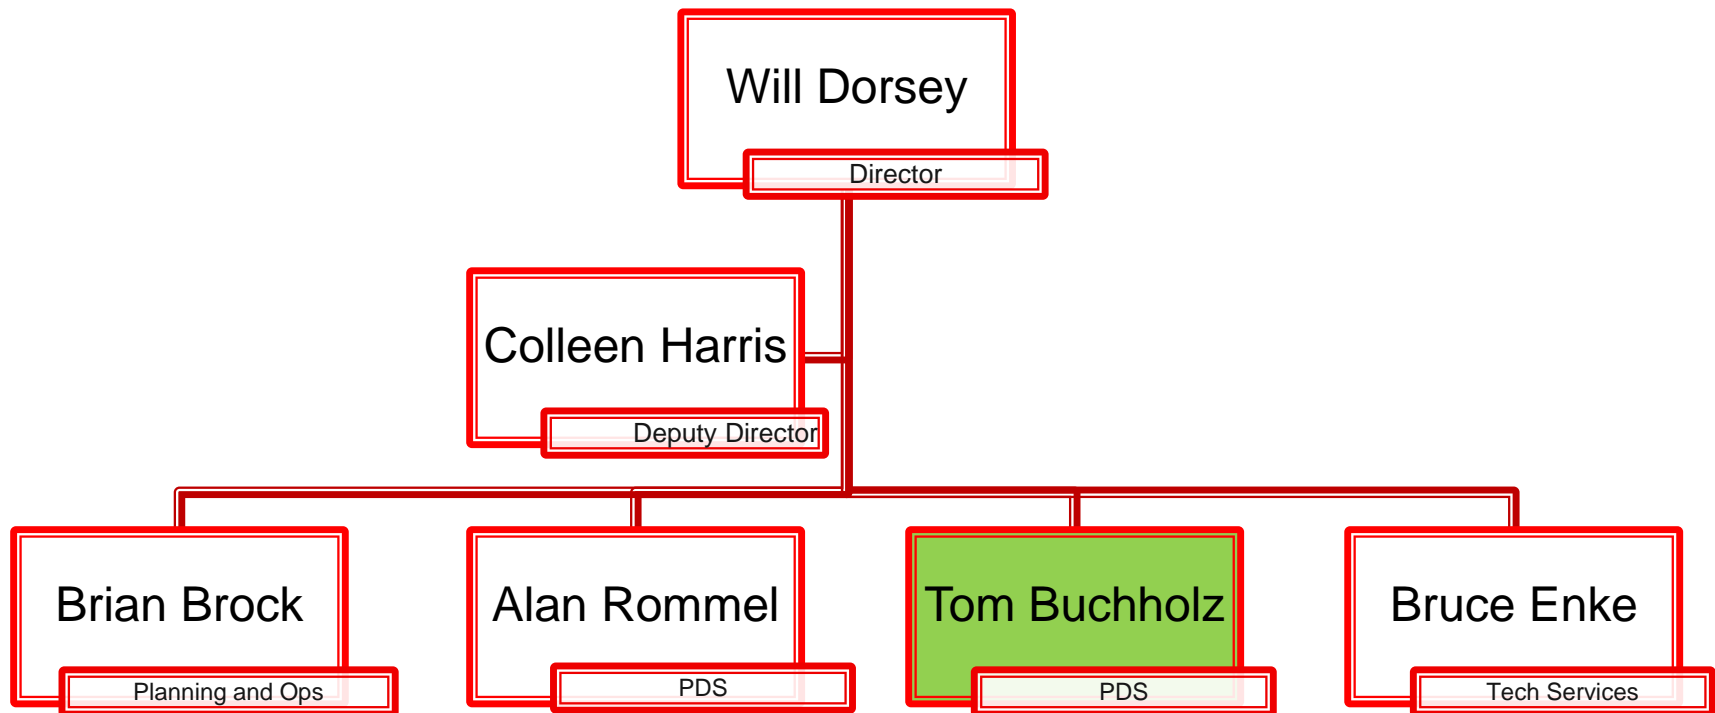 Will Dorsey
Director
Colleen Harris
Deputy Director
Brian Brock
Planning and Ops
Alan Rommel
PDS
Tom Buchholz
PDS
Bruce Enke
Tech Services